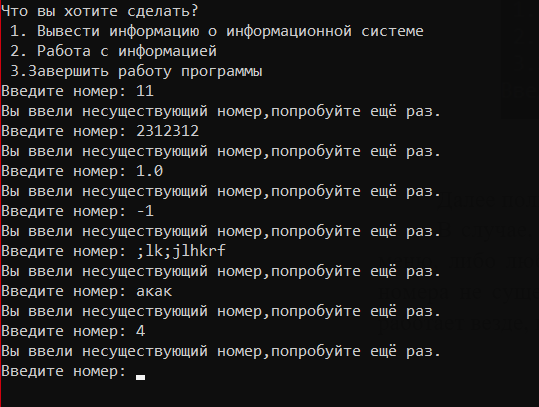 Что вы хотите сделать?
1. Вывести информацию о информационной системе
2. Работа с информацией
3.Завершить работу программы
Введите номер: 11
Вы ввели несуществующий номер,попробуйте ещё раз.
Введите номер: 2312312
Вы ввели несуществующий номер,попробуйте ещё раз.
Введите номер: 1.0
Вы ввели несуществующий номер,попробуйте ещё раз.
Введите номер: -1
Вы ввели несуществующий номер,попробуйте ещё раз.
Введите номер: ;lk;jlhkrf
Вы ввели несуществующий номер,попробуйте ещё раз.
Введите номер: акак
Вы ввели несуществующий номер,попробуйте ещё раз.
Введите номер: 4
Вы ввели несуществующий номер,попробуйте ещё раз.
Введите номер: